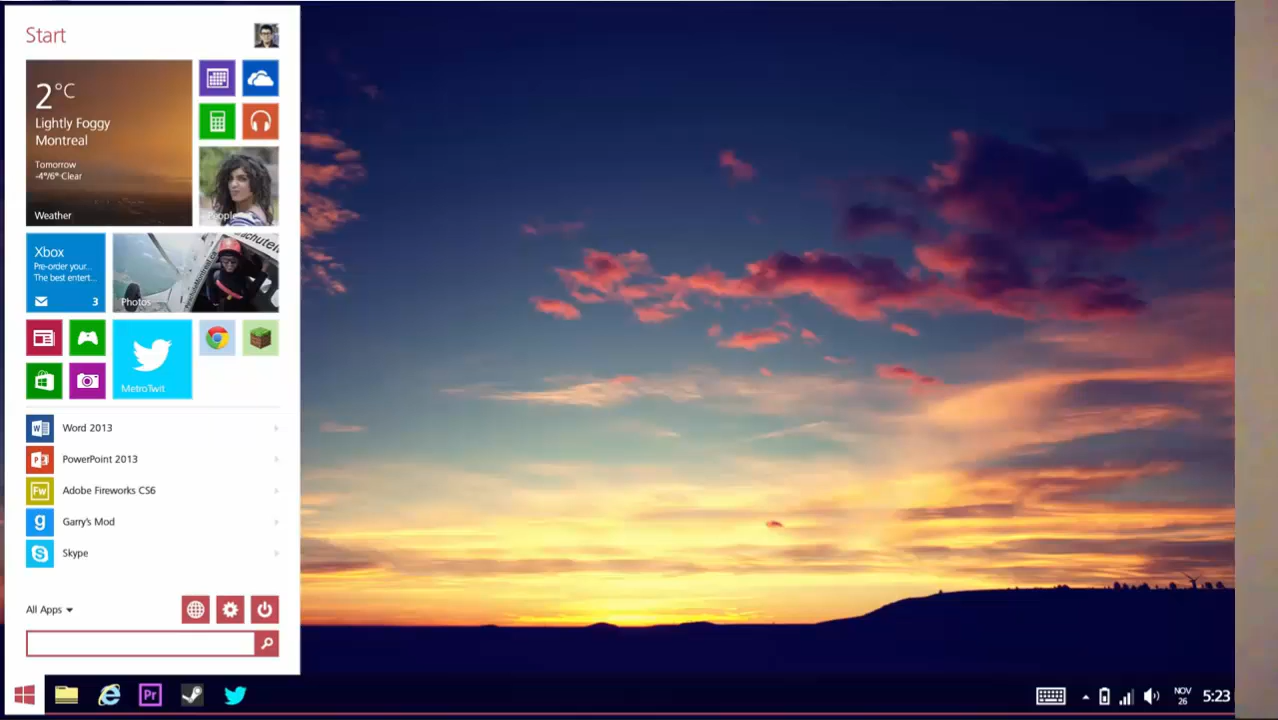 Start
2°C
Lightly Foggy
Montreal
Tomorrow
-4°/6° Clear
Weather
People
Xbox
Pre-order your...
The best entert...
3
Photos
MetroTwit
W
Word 2013
P
PowerPoint 2013
Fw
Adobe Fireworks CS6
g
Garry's Mod
S
Skype
All Apps
Pr
NOV
26
5:23